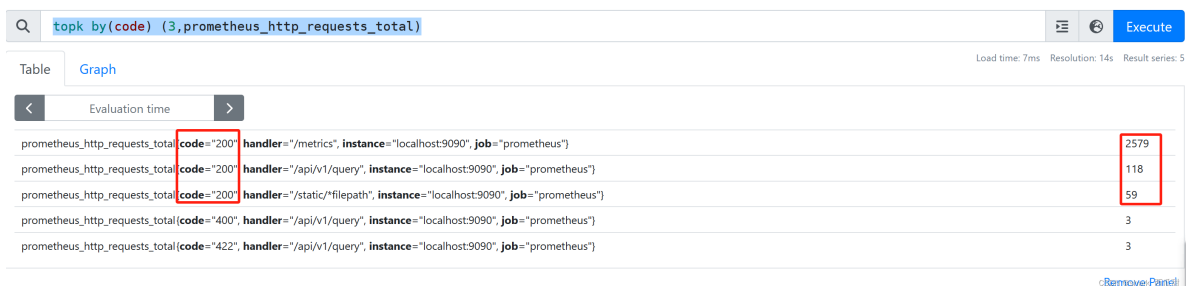 topk by(code) (3,prometheus_http_requests_total)
Execute
Load time: 7ms Resolution: 14s Result series: 5
Table Graph
Evaluation time
prometheus_http_requests_total{code="200", handler="/metrics", instance="localhost:9090", job="prometheus"} 2579
prometheus_http_requests_total{code="200", handler="/api/v1/query", instance="localhost:9090", job="prometheus"} 118
prometheus_http_requests_total{code="200", handler="/static/*filepath", instance="localhost:9090", job="prometheus"} 59
prometheus_http_requests_total{code="400", handler="/api/v1/query", instance="localhost:9090", job="prometheus"} 3
prometheus_http_requests_total{code="422", handler="/api/v1/query", instance="localhost:9090", job="prometheus"} 3
Remove Panel